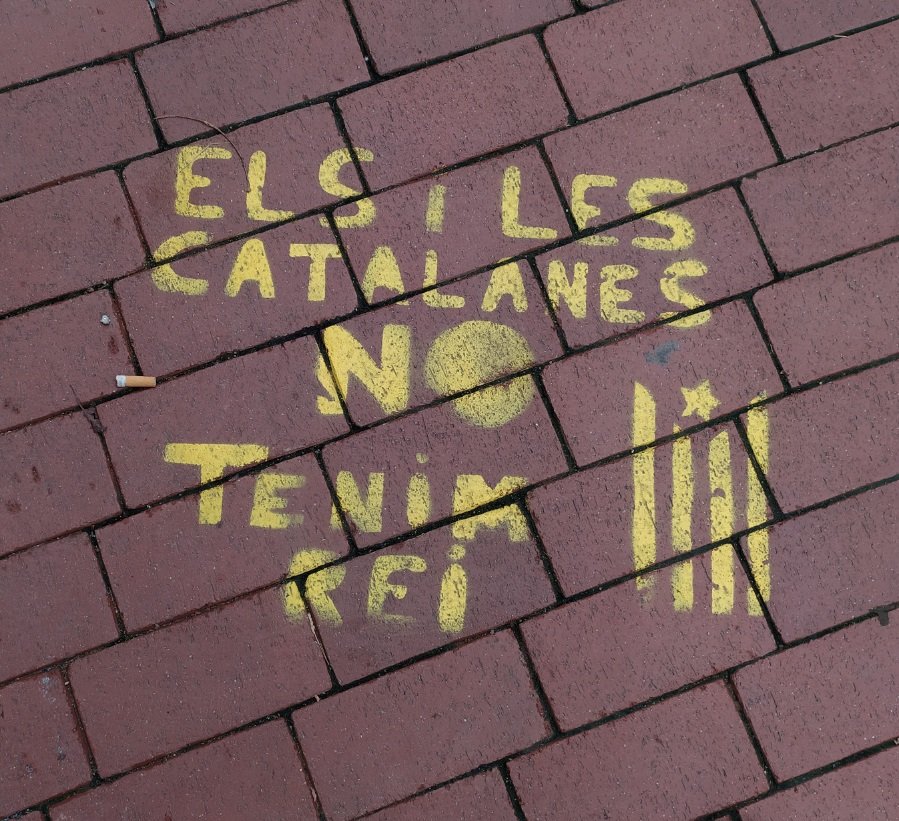 ELS I LES
CATALANES
NO
TENiM
REi